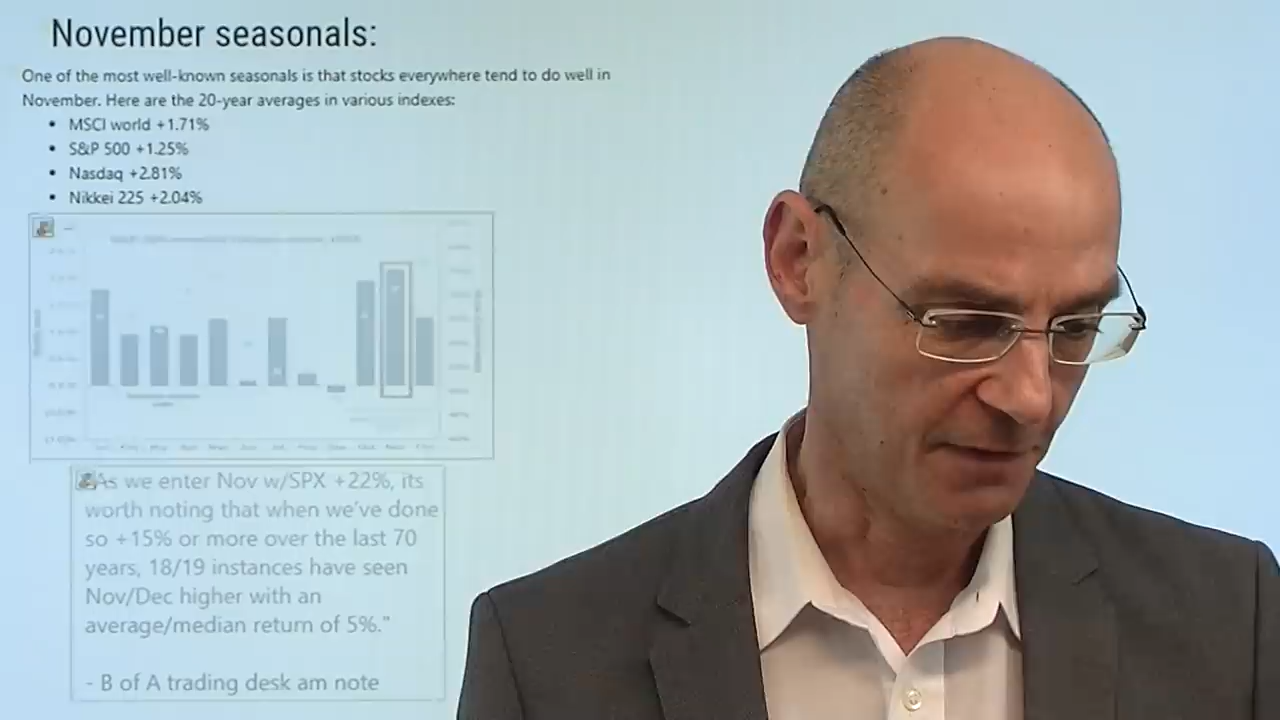 November seasonals:
One of the most well-known seasonals is that stocks everywhere tend to do well in
November. Here are the 20-year averages in various indexes:
• MSCI world +1.71%
• S&P 500 +1.25%
• Nasdaq +2.81%
• Nikkei 225 +2.04%
As we enter Nov w/SPX +22%, its
worth noting that when we've done
so +15% or more over the last 70
years, 18/19 instances have seen
Nov/Dec higher with an
average/median return of 5%."
- B of A trading desk am note